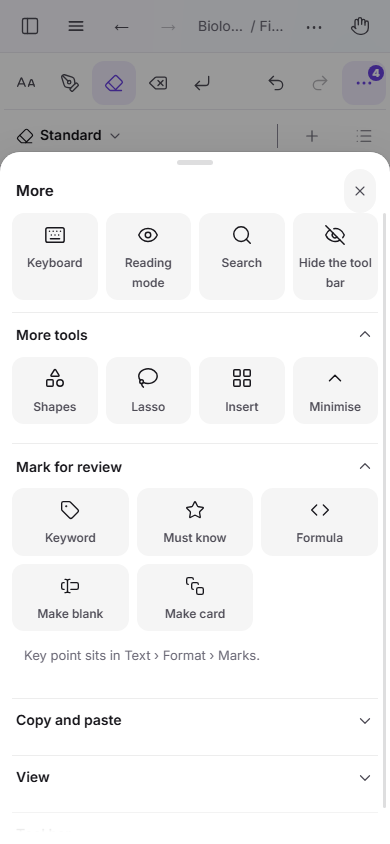 Biolo... / Fi...
AA
4
Standard
More
Keyboard
Reading
mode
Search
Hide the tool
bar
More tools
Shapes
Lasso
Insert
Minimise
Mark for review
Keyword
Must know
Formula
Make blank
Make card
Key point sits in Text › Format › Marks.
Copy and paste
View